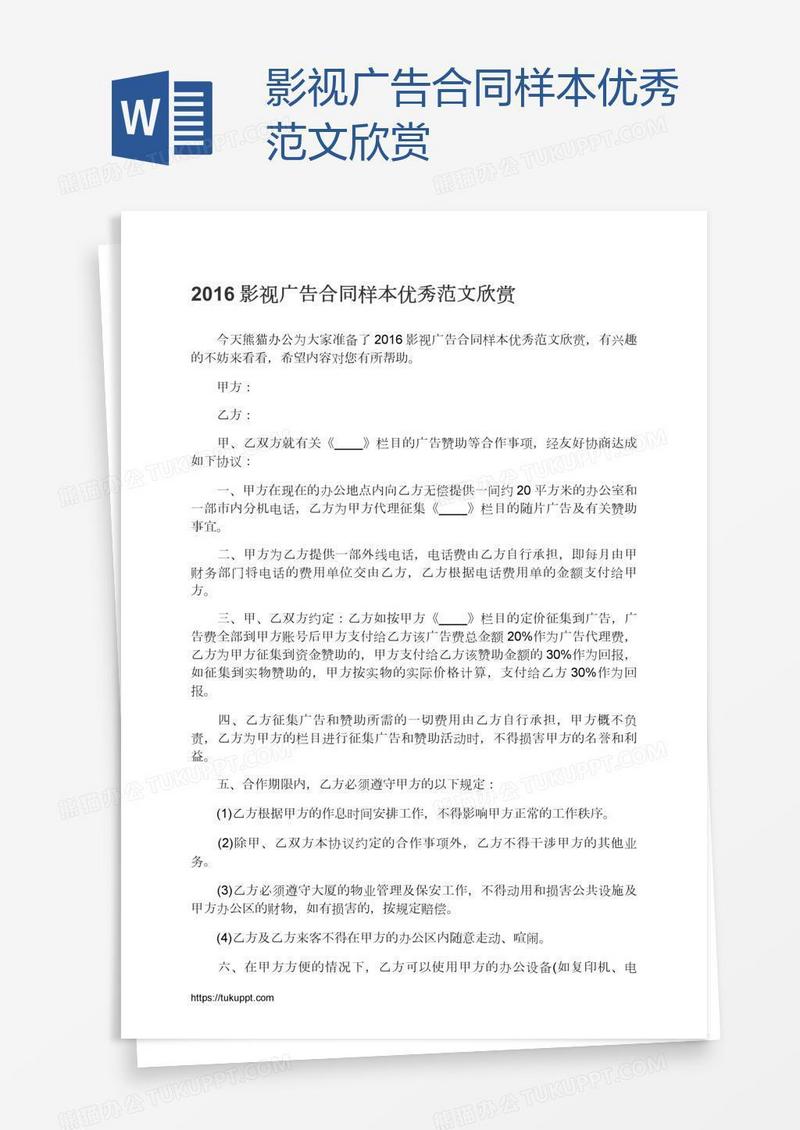 W
影视广告合同样本优秀
范文欣赏
2016 影视广告合同样本优秀范文欣赏
今天熊猫办公为大家准备了 2016 影视广告合同样本优秀范文欣赏，有兴趣
的不妨来看看，希望内容对您有所帮助。
甲方：
乙方：
甲、乙双方就有关《____》栏目的广告赞助等合作事项，经友好协商达成
如下协议：
一、甲方在现在的办公地点内向乙方无偿提供一间约 20 平方米的办公室和
一部市内分机电话，乙方为甲方代理征集《____》栏目的随片广告及有关赞助
事宜。
二、甲方为乙方提供一部外线电话，电话费由乙方自行承担，即每月由甲
财务部门将电话的费用单位交由乙方，乙方根据电话费用单的金额支付给甲
方。
三、甲、乙双方约定：乙方如按甲方《____》栏目的定价征集到广告，广
告费全部到甲方账号后甲方支付给乙方该广告费总金额 20%作为广告代理费，
乙方为甲方征集到资金赞助的，甲方支付给乙方该赞助金额的 30%作为回报，
如征集到实物赞助的，甲方按实物的实际价格计算，支付给乙方 30%作为回
报。
四、乙方征集广告和赞助所需的一切费用由乙方自行承担，甲方概不负
责，乙方为甲方的栏目进行征集广告和赞助活动时，不得损害甲方的名誉和利
益。
五、合作期限内，乙方必须遵守甲方的以下规定：
(1)乙方根据甲方的作息时间安排工作，不得影响甲方正常的工作秩序。
(2)除甲、乙双方本协议约定的合作事项外，乙方不得干涉甲方的其他业
务。
(3)乙方必须遵守大厦的物业管理及保安工作，不得动用和损害公共设施及
甲方办公区的财物，如有损害的，按规定赔偿。
(4)乙方及乙方来客不得在甲方的办公区内随意走动、喧闹。
六、在甲方方便的情况下，乙方可以使用甲方的办公设备(如复印机、电
https://tukuppt.com
熊猫办公 TUKUPPT.COM